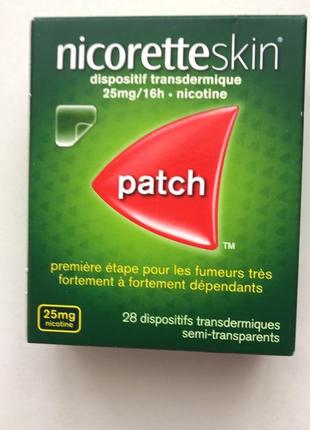 nicoretteskin®
dispositif transdermique
25mg/16h • nicotine
patch
TM
première étape pour les fumeurs très
fortement à fortement dépendants
25mg
nicotine
28 dispositifs transdermiques
semi-transparents